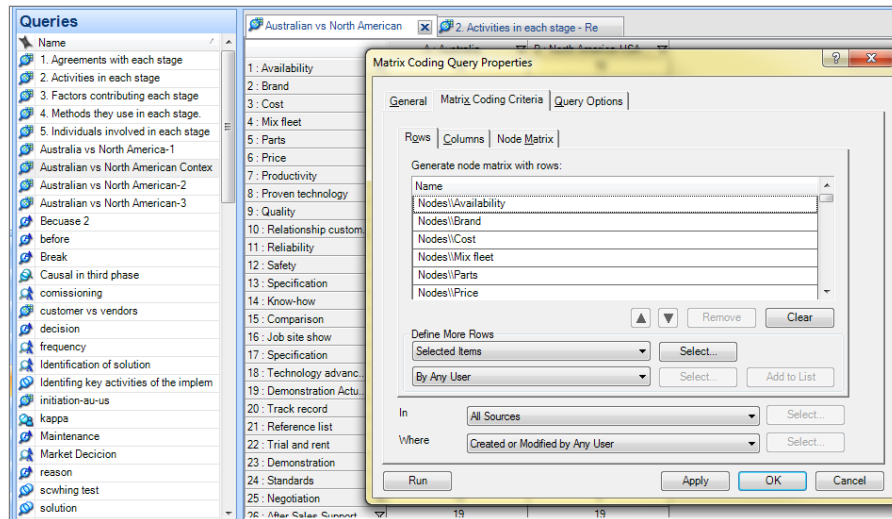 Queries
Name
1. Agreements with each stage
2. Activities in each stage
3. Factors contributing each stage
4. Methods they use in each stage.
5. Individuals involved in each stage
Australia vs North America-1
Australian vs North American Contex
Australian vs North American-2
Australian vs North American-3
Becuase 2
before
Break
Causal in third phase
comissioning
customer vs vendors
decision
frequency
Identification of solution
Identifing key activities of the implem
initiation-au-us
kappa
Maintenance
Market Decicion
reason
scwhing test
solution
Australian vs North American
2. Activities in each stage - Re
1 : Availability
2 : Brand
3 : Cost
4 : Mix fleet
5 : Parts
6 : Price
7 : Productivity
8 : Proven technology
9 : Quality
10 : Relationship custom.
11 : Reliability
12 : Safety
13 : Specification
14 : Know-how
15 : Comparison
16 : Job site show
17 : Specification
18 : Technology advanc..
19 : Demonstration Actu..
20 : Track record
21 : Reference list
22 : Trial and rent
23 : Demonstration
24 : Standards
25 : Negotiation
26 : After Sales Support 19 19
Matrix Coding Query Properties
General Matrix Coding Criteria Query Options
Rows Columns Node Matrix
Generate node matrix with rows:
Name
Nodes\\Availability
Nodes\\Brand
Nodes\\Cost
Nodes\\Mix fleet
Nodes\\Parts
Nodes\\Price
Remove Clear
Define More Rows
Selected Items Select...
By Any User Select... Add to List
In All Sources Select...
Where Created or Modified by Any User Select...
Run Apply OK Cancel